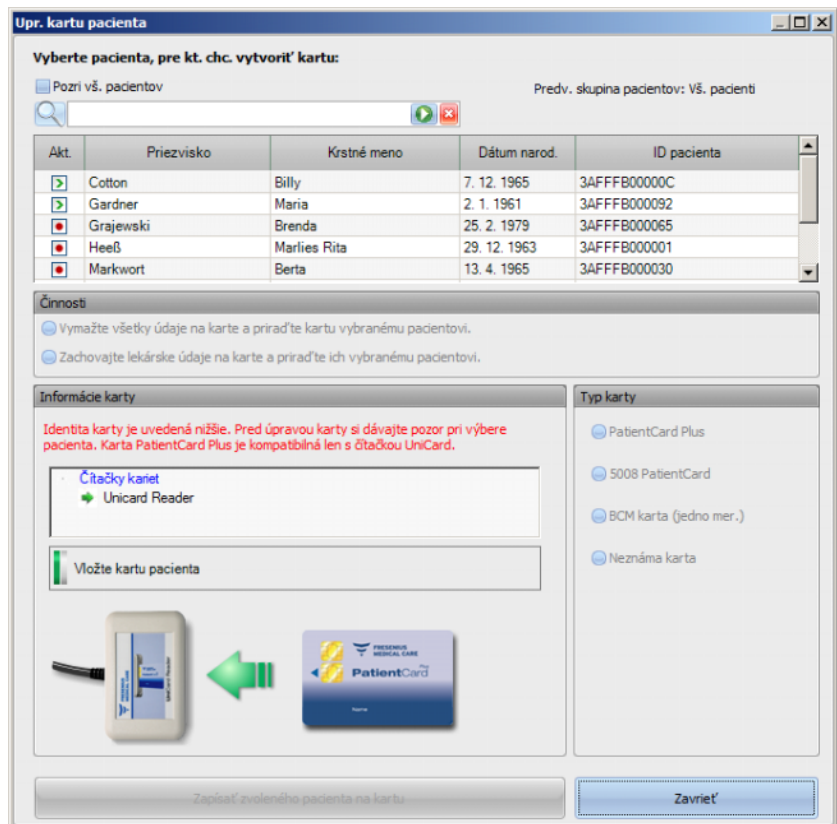 Upr. kartu pacienta
Vyberte pacienta, pre kt. chc. vytvoriť kartu:
Pozri vš. pacientov
Predv. skupina pacientov: Vš. pacienti
Akt. Priezvisko Krstné meno Dátum narod. ID pacienta
Cotton Billy 7. 12. 1965 3AFFFB00000C
Gardner Maria 2. 1. 1961 3AFFFB000092
Grajewski Brenda 25. 2. 1979 3AFFFB000065
Heeß Marlies Rita 29. 12. 1963 3AFFFB000001
Markwort Berta 13. 4. 1965 3AFFFB000030
Činnosti
Vymažte všetky údaje na karte a priraďte kartu vybranému pacientovi.
Zachovajte lekárske údaje na karte a priraďte ich vybranému pacientovi.
Informácie karty
Identita karty je uvedená nižšie. Pred úpravou karty si dávajte pozor pri výbere
pacienta. Karta PatientCard Plus je kompatibilná len s čítačkou UniCard.
Čítačky kariet
Unicard Reader
Vložte kartu pacienta
FRESENIUS
MEDICAL CARE
PatientCard Plus
Name
UniCard Reader
Typ karty
PatientCard Plus
5008 PatientCard
BCM karta (jedno mer.)
Neznáma karta
Zapísať zvoleného pacienta na kartu
Zavrieť